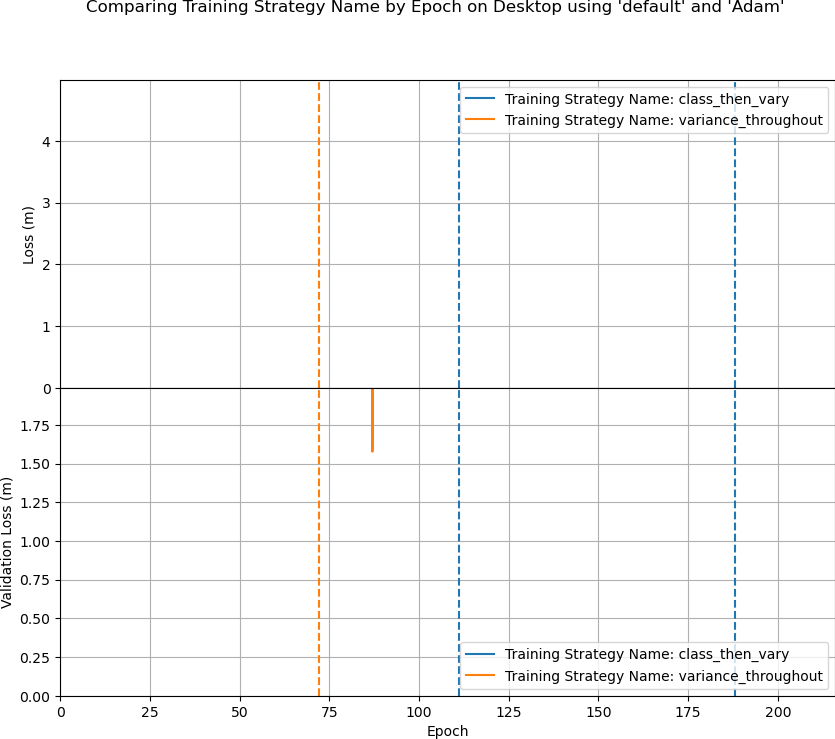 Comparing Training Strategy Name by Epoch on Desktop using 'default' and 'Adam'
Training Strategy Name: class_then_vary
Training Strategy Name: variance_throughout
4
3
2
1
0
Loss (m)
1.75
1.50
1.25
1.00
0.75
0.50
0.25
0.00
Validation Loss (m)
Training Strategy Name: class_then_vary
Training Strategy Name: variance_throughout
0 25 50 75 100 125 150 175 200
Epoch